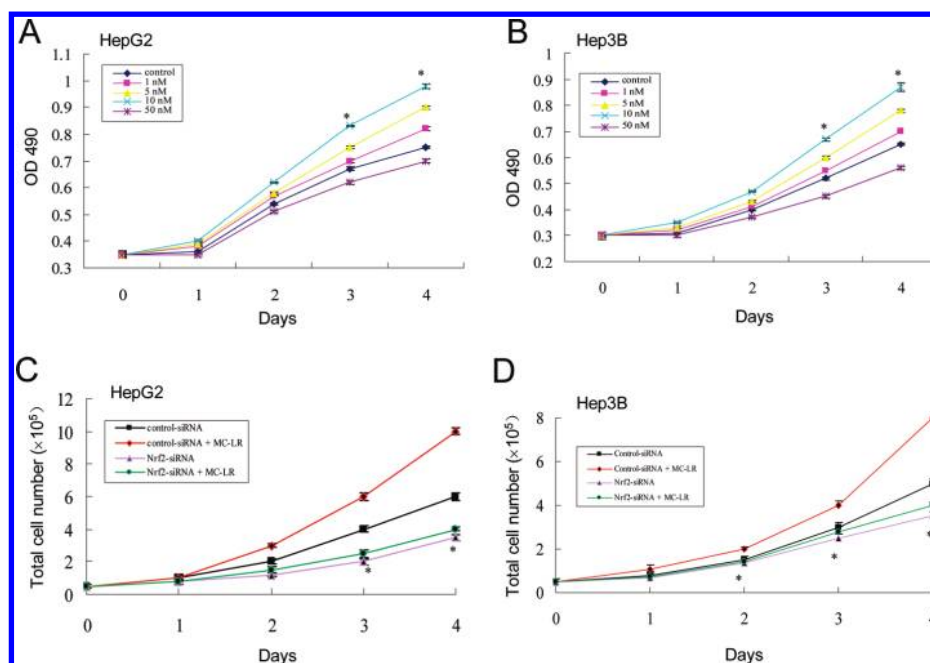 A
HepG2
1.1
1
0.9
0.8
0.7
0.6
0.5
0.4
0.3
OD 490
control
1 nM
5 nM
10 nM
50 nM
*
*
0 1 2 3 4
Days
B
Hep3B
1
0.9
0.8
0.7
0.6
0.5
0.4
0.3
0.2
OD 490
control
1 nM
5 nM
10 nM
50 nM
*
*
0 1 2 3 4
Days
C
HepG2
12
10
8
6
4
2
0
Total cell number (×10⁵)
control-siRNA
control-siRNA + MC-LR
Nrf2-siRNA
Nrf2-siRNA + MC-LR
*
*
*
0 1 2 3 4
Days
D
Hep3B
8
6
4
2
0
Total cell number (×10⁵)
Control-siRNA
Control-siRNA + MC-LR
Nrf2-siRNA
Nrf2-siRNA + MC-LR
*
*
*
0 1 2 3 4
Days